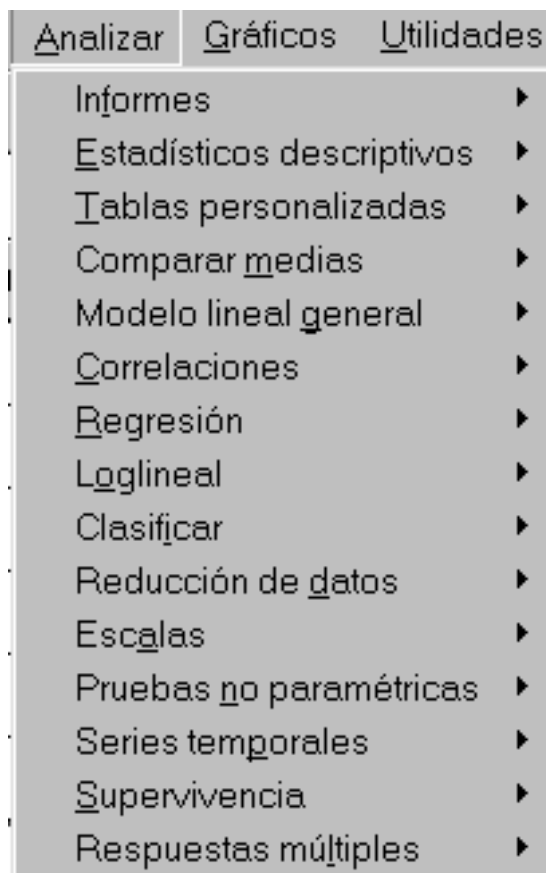 Analizar Gráficos Utilidades
Informes
Estadísticos descriptivos
Tablas personalizadas
Comparar medias
Modelo lineal general
Correlaciones
Regresión
Loglineal
Clasificar
Reducción de datos
Escalas
Pruebas no paramétricas
Series temporales
Supervivencia
Respuestas múltiples